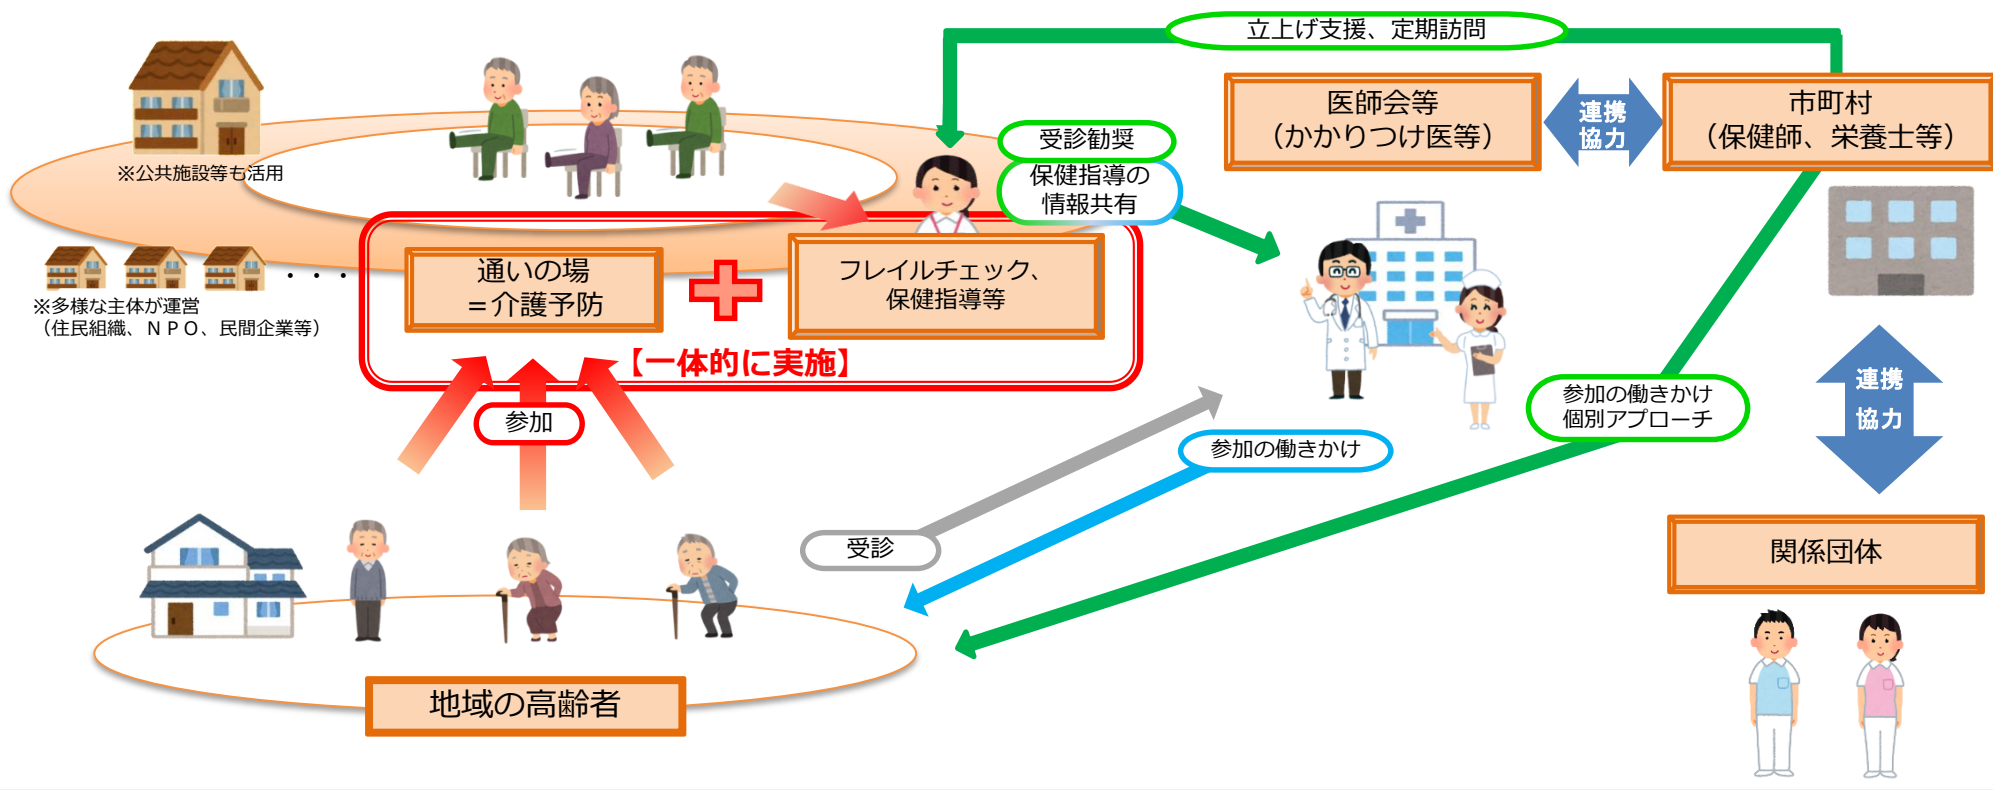 立上げ支援、定期訪問
医師会等
（かかりつけ医等）
連携
協力
市町村
（保健師、栄養士等）
※公共施設等も活用
受診勧奨
保健指導の
情報共有
・・・
※多様な主体が運営
（住民組織、ＮＰＯ、民間企業等）
通いの場
＝介護予防
フレイルチェック、
保健指導等
【一体的に実施】
参加
参加の働きかけ
個別アプローチ
連携
協力
参加の働きかけ
受診
関係団体
地域の高齢者